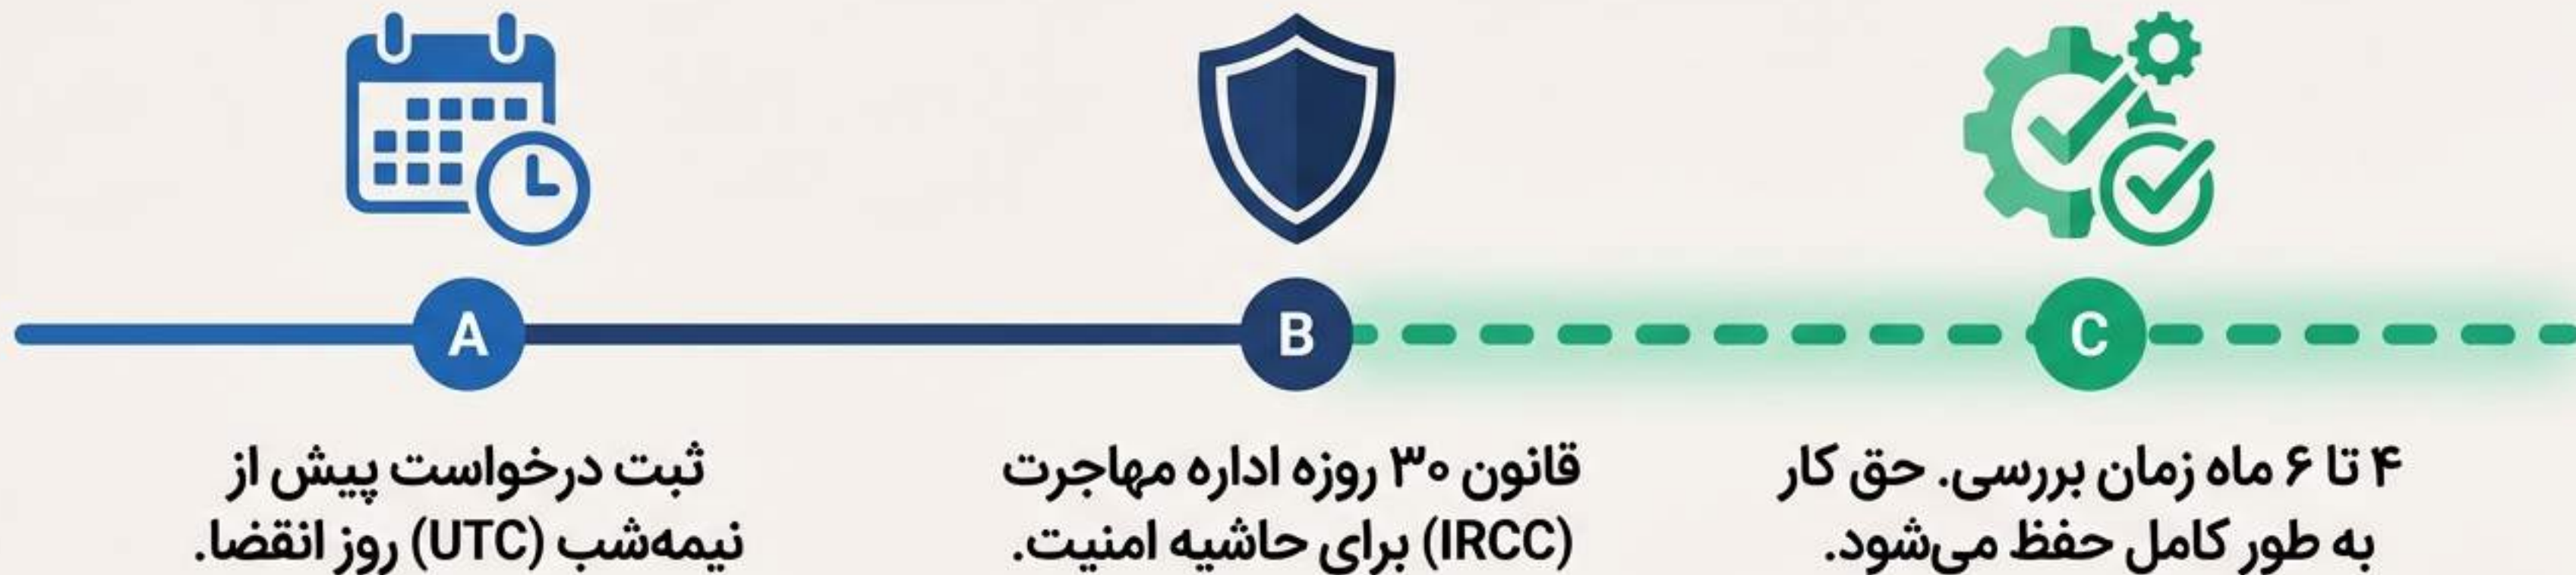 A
B
C
ثبت درخواست پیش از
نیمه‌شب (UTC) روز انقضا.
قانون ۳۰ روزه اداره مهاجرت
(IRCC) برای حاشیه امنیت.
۴ تا ۶ ماه زمان بررسی. حق کار
به طور کامل حفظ می‌شود.